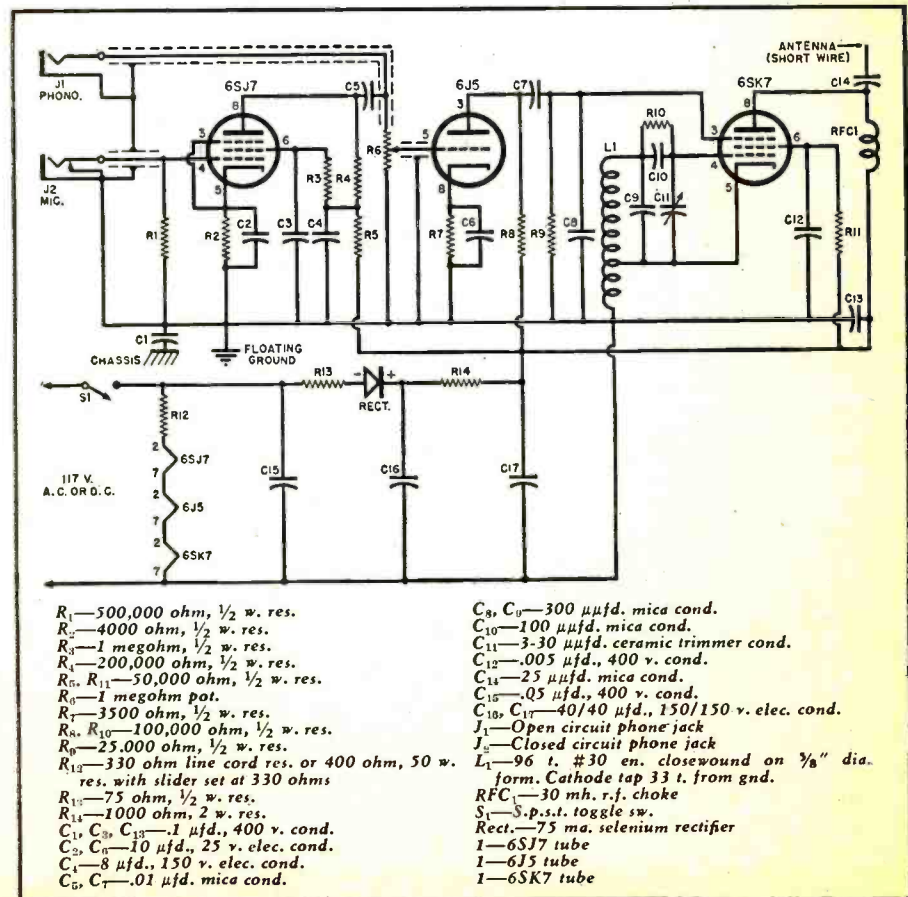 J1
PHONO.
J2
MIC.
6SJ7
8
3
4
5
6
C5
R1
R2
C2
C3
C4
R3
R4
R5
R6
C1
CHASSIS
FLOATING
GROUND
6J5
3
5
8
C7
R7
C6
R8
R9
C8
L1
C9
R10
C10
C11
6SK7
8
3
4
5
6
ANTENNA
(SHORT WIRE)
C14
RFC1
C12
R11
C13
S1
117 V.
A.C. OR D.C.
R12
2
6SJ7
7
2
6J5
7
2
6SK7
7
C15
R13
-
+
RECT.
C16
R14
C17
R₁—500,000 ohm, ½ w. res.
R₂—4000 ohm, ½ w. res.
R₃—1 megohm, ½ w. res.
R₄—200,000 ohm, ½ w. res.
R₅, R₁₁—50,000 ohm, ½ w. res.
R₆—1 megohm pot.
R₇—3500 ohm, ½ w. res.
R₈, R₁₀—100,000 ohm, ½ w. res.
R₉—25,000 ohm, ½ w. res.
R₁₂—330 ohm line cord res. or 400 ohm, 50 w.
res. with slider set at 330 ohms
R₁₃—75 ohm, ½ w. res.
R₁₄—1000 ohm, 2 w. res.
C₁, C₃, C₁₃—.1 μfd., 400 v. cond.
C₂, C₆—10 μfd., 25 v. elec. cond.
C₄—8 μfd., 150 v. elec. cond.
C₅, C₇—.01 μfd. mica cond.
C₈, C₉—300 μμfd. mica cond.
C₁₀—100 μμfd. mica cond.
C₁₁—3-30 μμfd. ceramic trimmer cond.
C₁₂—.005 μfd., 400 v. cond.
C₁₄—25 μμfd. mica cond.
C₁₅—.05 μfd., 400 v. cond.
C₁₆, C₁₇—40/40 μfd., 150/150 v. elec. cond.
J₁—Open circuit phone jack
J₂—Closed circuit phone jack
L₁—96 t. #30 en. closewound on ⅝" dia.
form. Cathode tap 33 t. from gnd.
RFC₁—30 mh. r.f. choke
S₁—S.p.s.t. toggle sw.
Rect.—75 ma. selenium rectifier
1—6SJ7 tube
1—6J5 tube
1—6SK7 tube